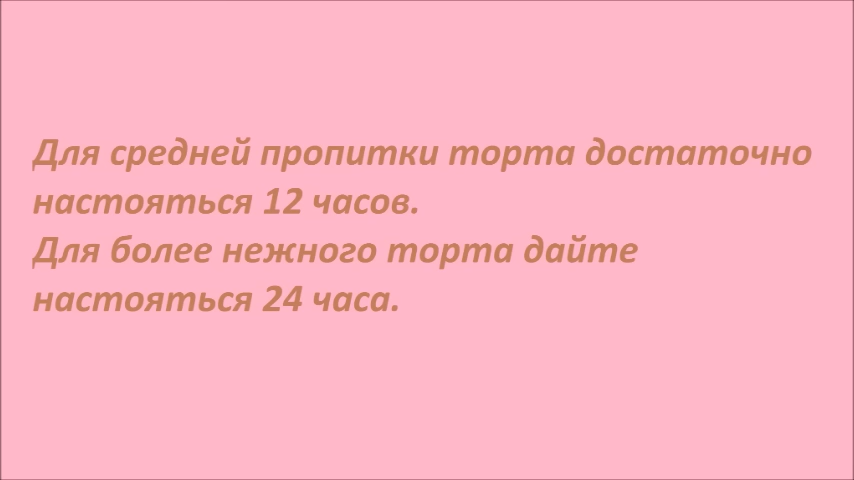 Для средней пропитки торта достаточно
настояться 12 часов.
Для более нежного торта дайте
настояться 24 часа.